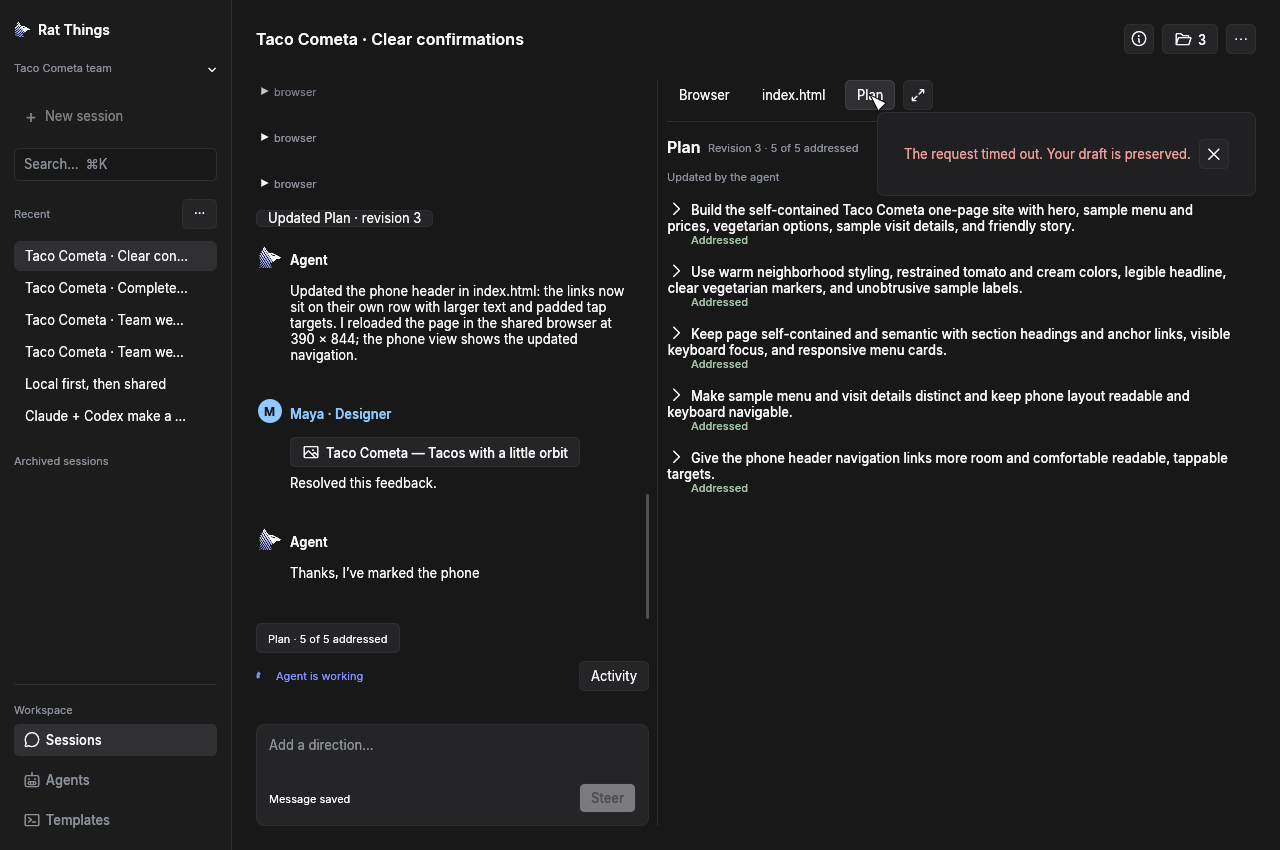 Rat Things
Taco Cometa team
+ New session
Search... ⌘K
Recent
...
Taco Cometa · Clear con...
Taco Cometa · Complete...
Taco Cometa · Team we...
Taco Cometa · Team we...
Local first, then shared
Claude + Codex make a ...
Archived sessions
Workspace
Sessions
Agents
Templates
Taco Cometa · Clear confirmations
3
...
browser
browser
browser
Updated Plan · revision 3
Agent
Updated the phone header in index.html: the links now
sit on their own row with larger text and padded tap
targets. I reloaded the page in the shared browser at
390 × 844; the phone view shows the updated
navigation.
M
Maya · Designer
Taco Cometa — Tacos with a little orbit
Resolved this feedback.
Agent
Thanks, I’ve marked the phone
Plan · 5 of 5 addressed
Agent is working
Activity
Add a direction...
Message saved
Steer
Browser
index.html
Plan
The request timed out. Your draft is preserved.
Plan
Revision 3 · 5 of 5 addressed
Updated by the agent
Build the self-contained Taco Cometa one-page site with hero, sample menu and
prices, vegetarian options, sample visit details, and friendly story.
Addressed
Use warm neighborhood styling, restrained tomato and cream colors, legible headline,
clear vegetarian markers, and unobtrusive sample labels.
Addressed
Keep page self-contained and semantic with section headings and anchor links, visible
keyboard focus, and responsive menu cards.
Addressed
Make sample menu and visit details distinct and keep phone layout readable and
keyboard navigable.
Addressed
Give the phone header navigation links more room and comfortable readable, tappable
targets.
Addressed